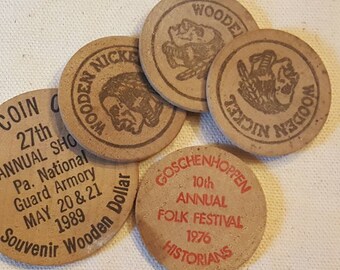 COIN
27th
ANNUAL SHO
Pa. National
Guard Armory
MAY 20 & 21
1989
Souvenir Wooden Dollar
WOODEN NICKEL
WOODEN
WOODEN NICKEL
GOSCHENHOPPEN
10th
ANNUAL
FOLK FESTIVAL
1976
HISTORIANS